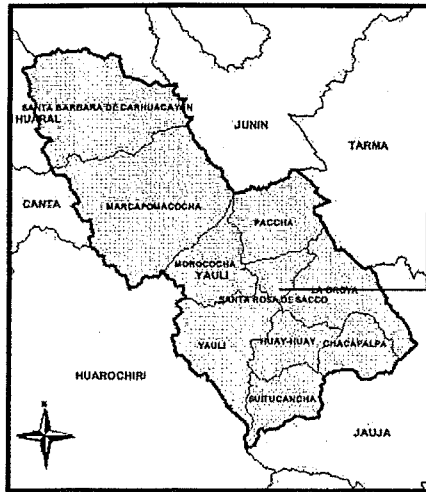 SANTA BARBARA DE CARHUACAYAN
HUARAL
JUNIN
TARMA
CANTA
MARCAPOMACOCHA
PACCHA
MOROCOCHA
YAULI
LA OROYA
SANTA ROSA DE SACCO
YAULI
HUAY-HUAY
CHACAPALPA
HUAROCHIRI
SUITUCANCHA
JAUJA